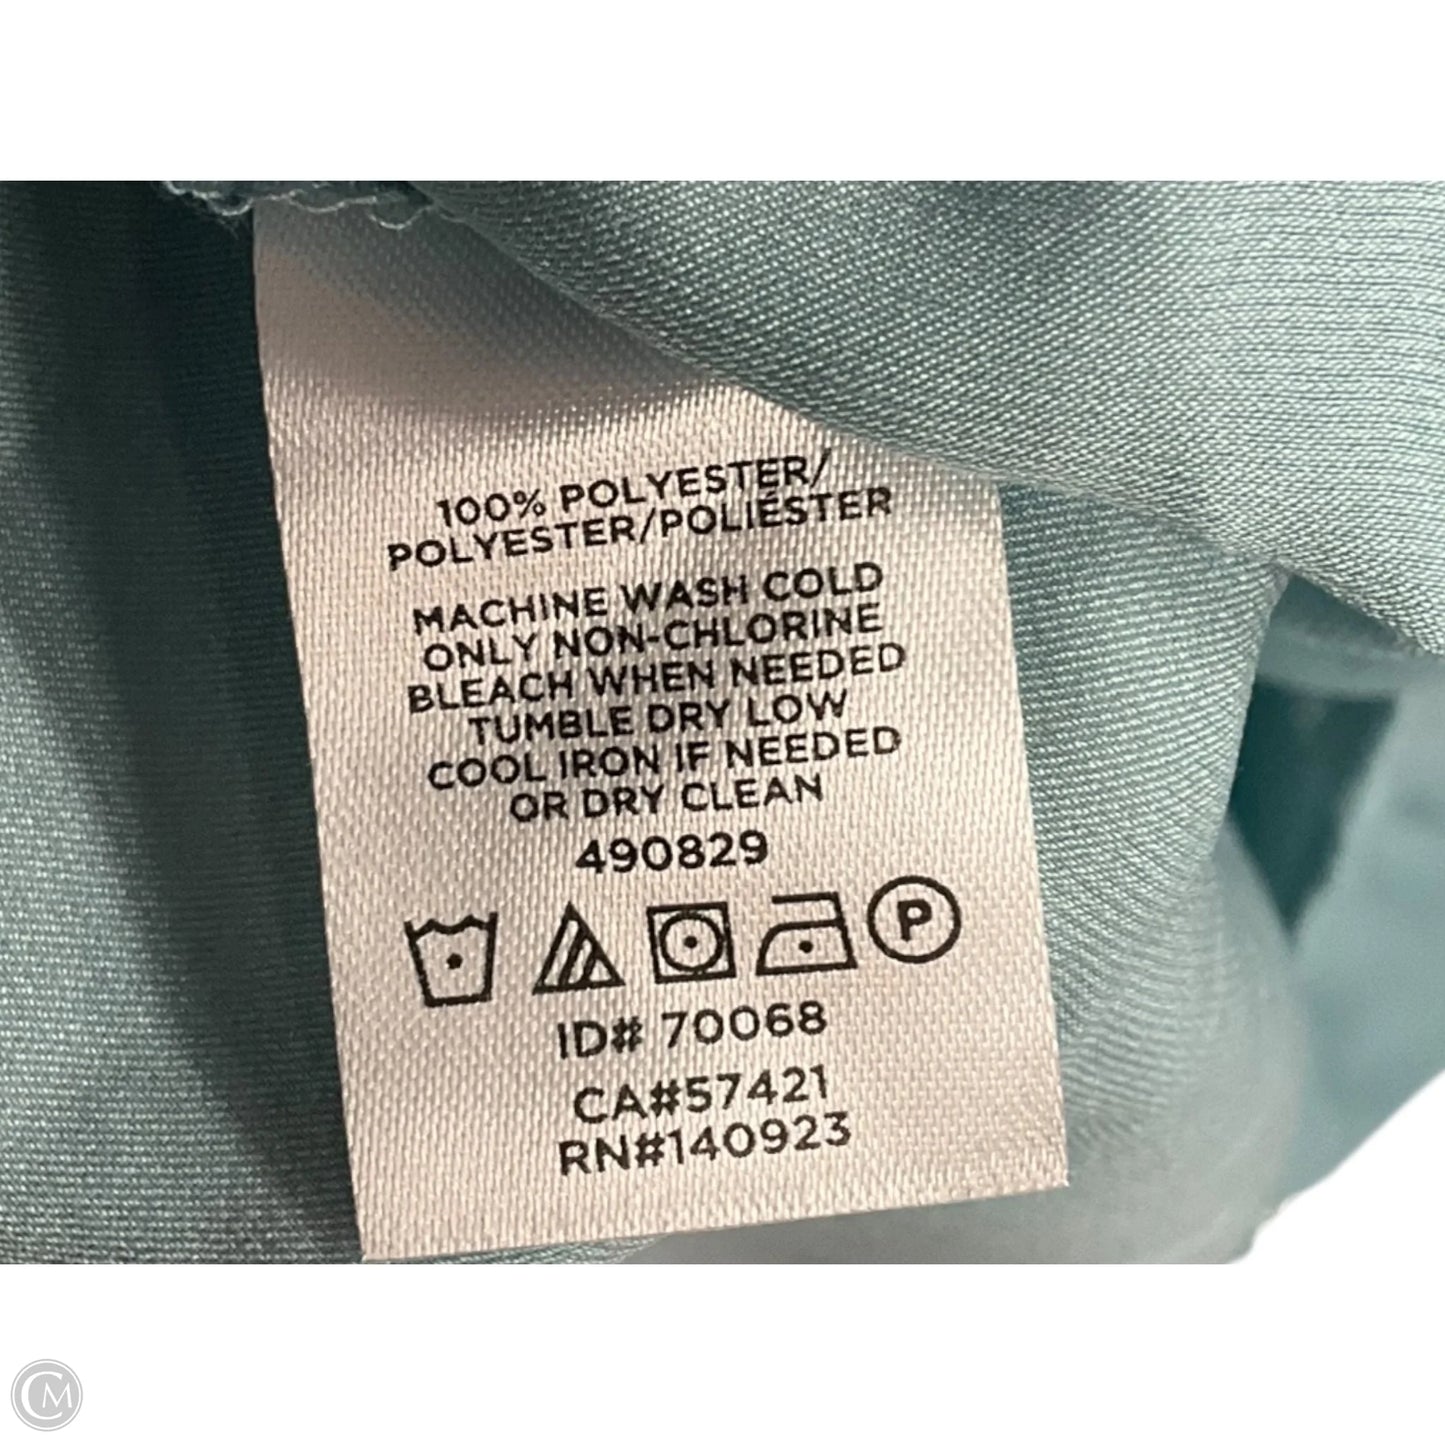 100% POLYESTER/
POLYESTER/POLIÉSTER
MACHINE WASH COLD
ONLY NON-CHLORINE
BLEACH WHEN NEEDED
TUMBLE DRY LOW
COOL IRON IF NEEDED
OR DRY CLEAN
490829
P
ID# 70068
CA#57421
RN#140923
CM